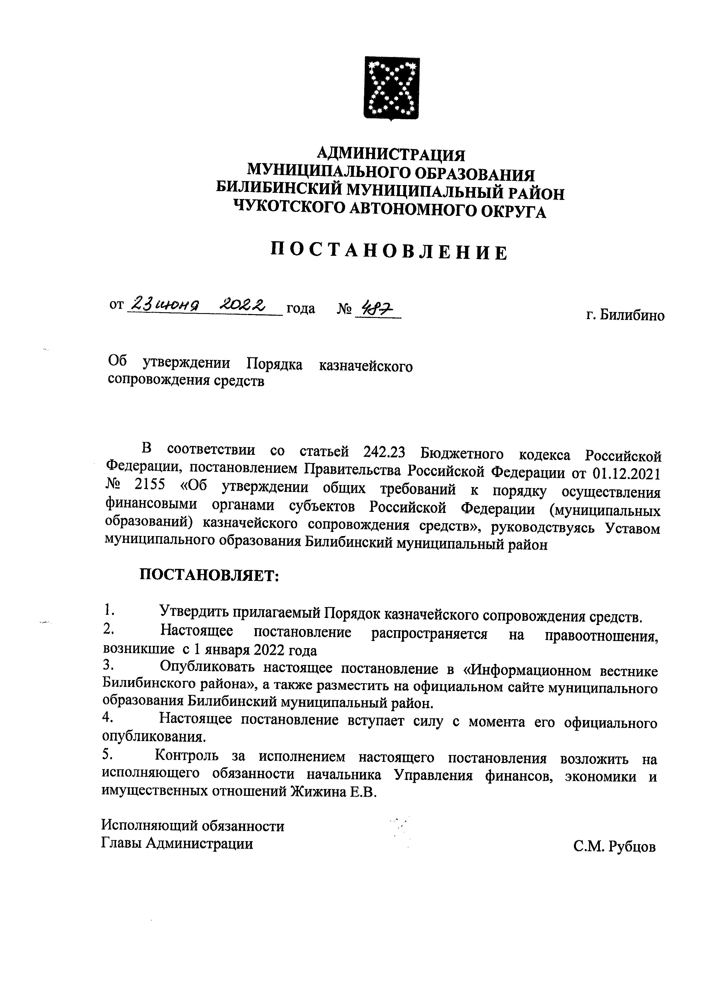 АДМИНИСТРАЦИЯ
МУНИЦИПАЛЬНОГО ОБРАЗОВАНИЯ
БИЛИБИНСКИЙ МУНИЦИПАЛЬНЫЙ РАЙОН
ЧУКОТСКОГО АВТОНОМНОГО ОКРУГА
П О С Т А Н О В Л Е Н И Е
от 23 июня 2022 года № 487 г. Билибино
Об утверждении Порядка казначейского
сопровождения средств
В соответствии со статьей 242.23 Бюджетного кодекса Российской
Федерации, постановлением Правительства Российской Федерации от 01.12.2021
№ 2155 «Об утверждении общих требований к порядку осуществления
финансовыми органами субъектов Российской Федерации (муниципальных
образований) казначейского сопровождения средств», руководствуясь Уставом
муниципального образования Билибинский муниципальный район
ПОСТАНОВЛЯЕТ:
1. Утвердить прилагаемый Порядок казначейского сопровождения средств.
2. Настоящее постановление распространяется на правоотношения,
возникшие с 1 января 2022 года
3. Опубликовать настоящее постановление в «Информационном вестнике
Билибинского района», а также разместить на официальном сайте муниципального
образования Билибинский муниципальный район.
4. Настоящее постановление вступает силу с момента его официального
опубликования.
5. Контроль за исполнением настоящего постановления возложить на
исполняющего обязанности начальника Управления финансов, экономики и
имущественных отношений Жижина Е.В.
Исполняющий обязанности
Главы Администрации С.М. Рубцов